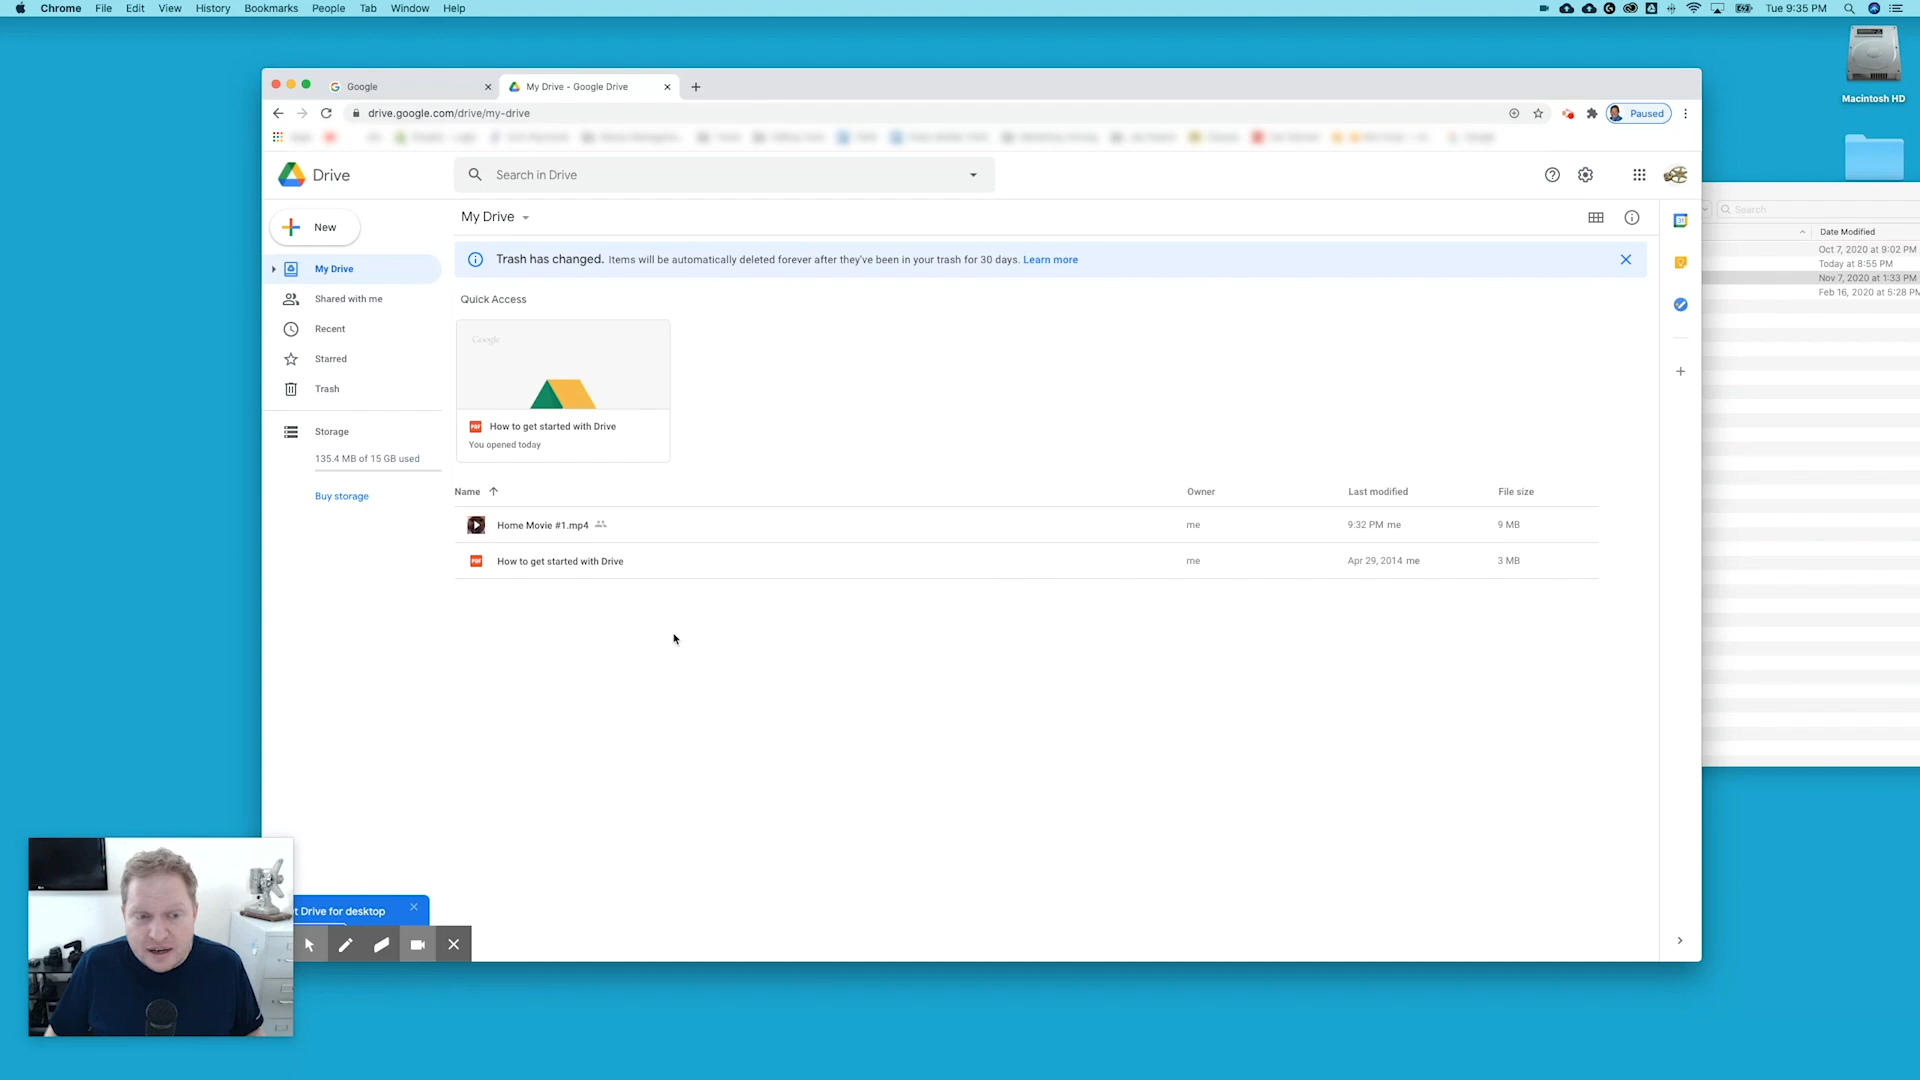 Chrome File Edit View History Bookmarks People Tab Window Help
Tue 9:35 PM
Macintosh HD
Google
My Drive - Google Drive
drive.google.com/drive/my-drive
Paused
Drive
Search in Drive
New
My Drive
Shared with me
Recent
Starred
Trash
Storage
135.4 MB of 15 GB used
Buy storage
My Drive
Trash has changed. Items will be automatically deleted forever after they've been in your trash for 30 days. Learn more
Quick Access
Google
PDF How to get started with Drive
You opened today
Name Owner Last modified File size
Home Movie #1.mp4 me 9:32 PM me 9 MB
PDF How to get started with Drive me Apr 29, 2014 me 3 MB
31
Search
Date Modified
Oct 7, 2020 at 9:02 PM
Today at 8:55 PM
Nov 7, 2020 at 1:33 PM
Feb 16, 2020 at 5:28 PM
t Drive for desktop